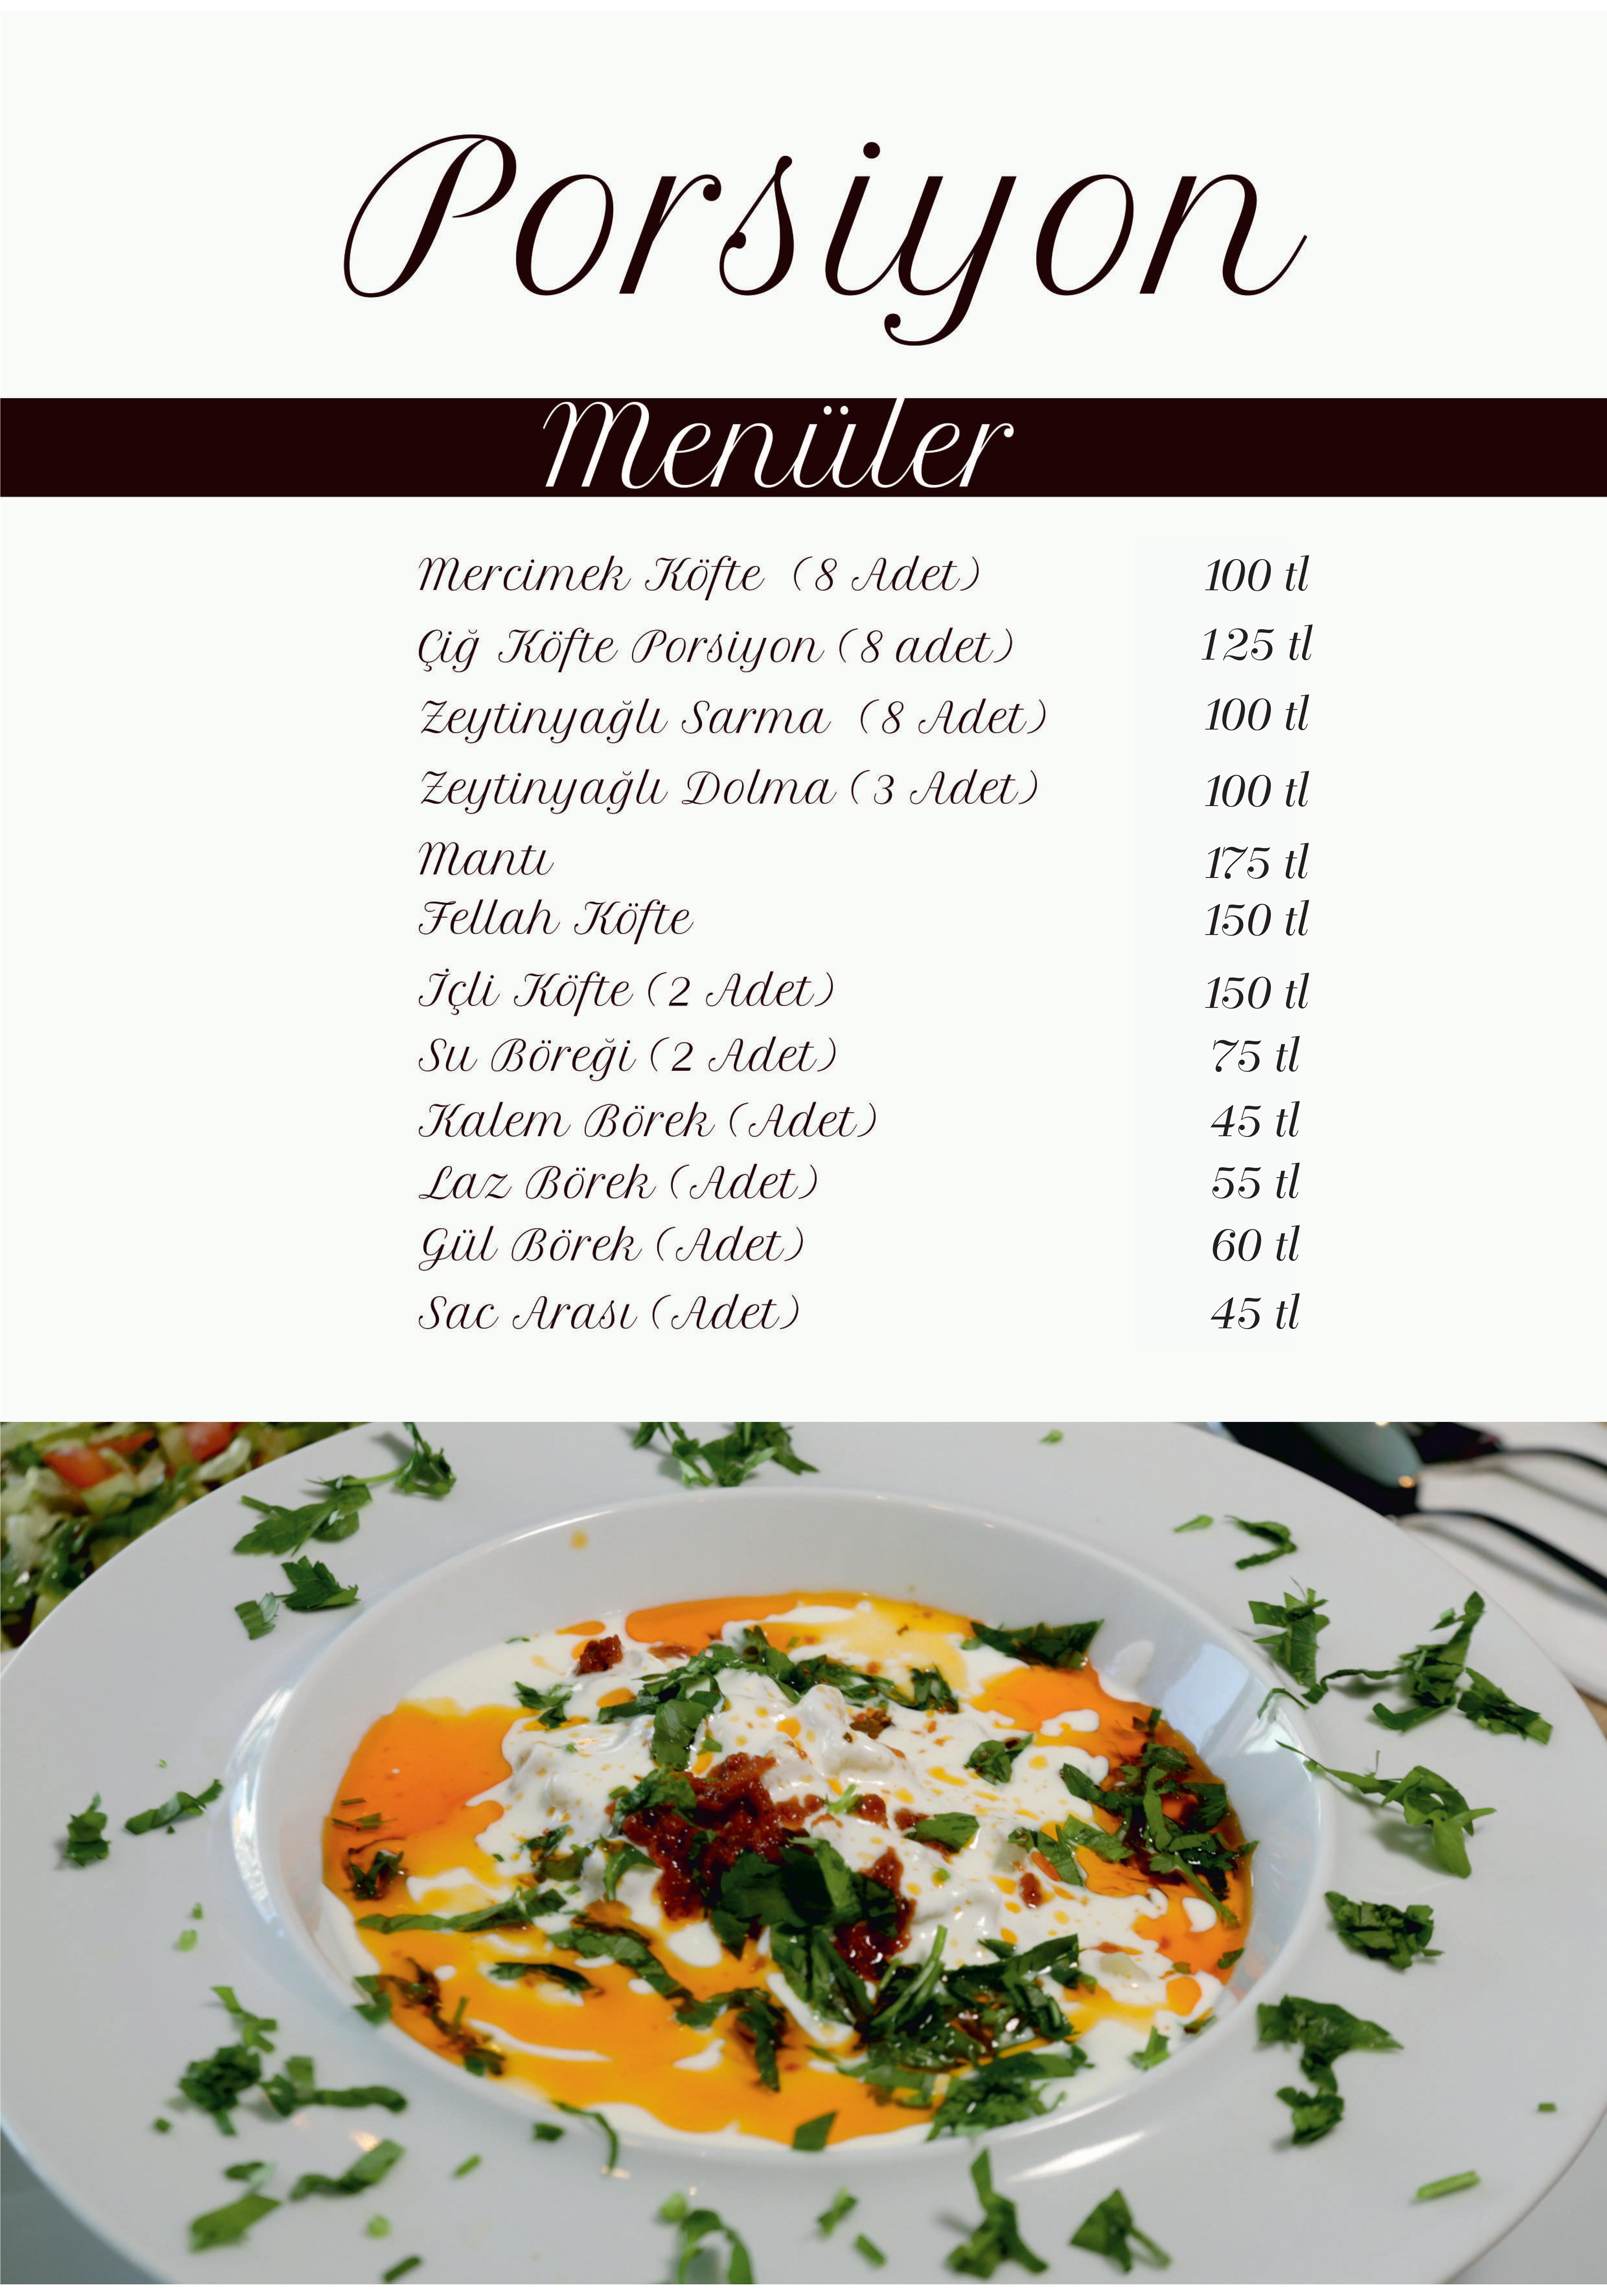 Porsiyon
Menüler
Mercimek Köfte (8 Adet) 100 tl
Çiğ Köfte Porsiyon (8 adet) 125 tl
Zeytinyağlı Sarma (8 Adet) 100 tl
Zeytinyağlı Dolma (3 Adet) 100 tl
Mantı 175 tl
Fellah Köfte 150 tl
İçli Köfte (2 Adet) 150 tl
Su Böreği (2 Adet) 75 tl
Kalem Börek (Adet) 45 tl
Laz Börek (Adet) 55 tl
Gül Börek (Adet) 60 tl
Sac Arası (Adet) 45 tl